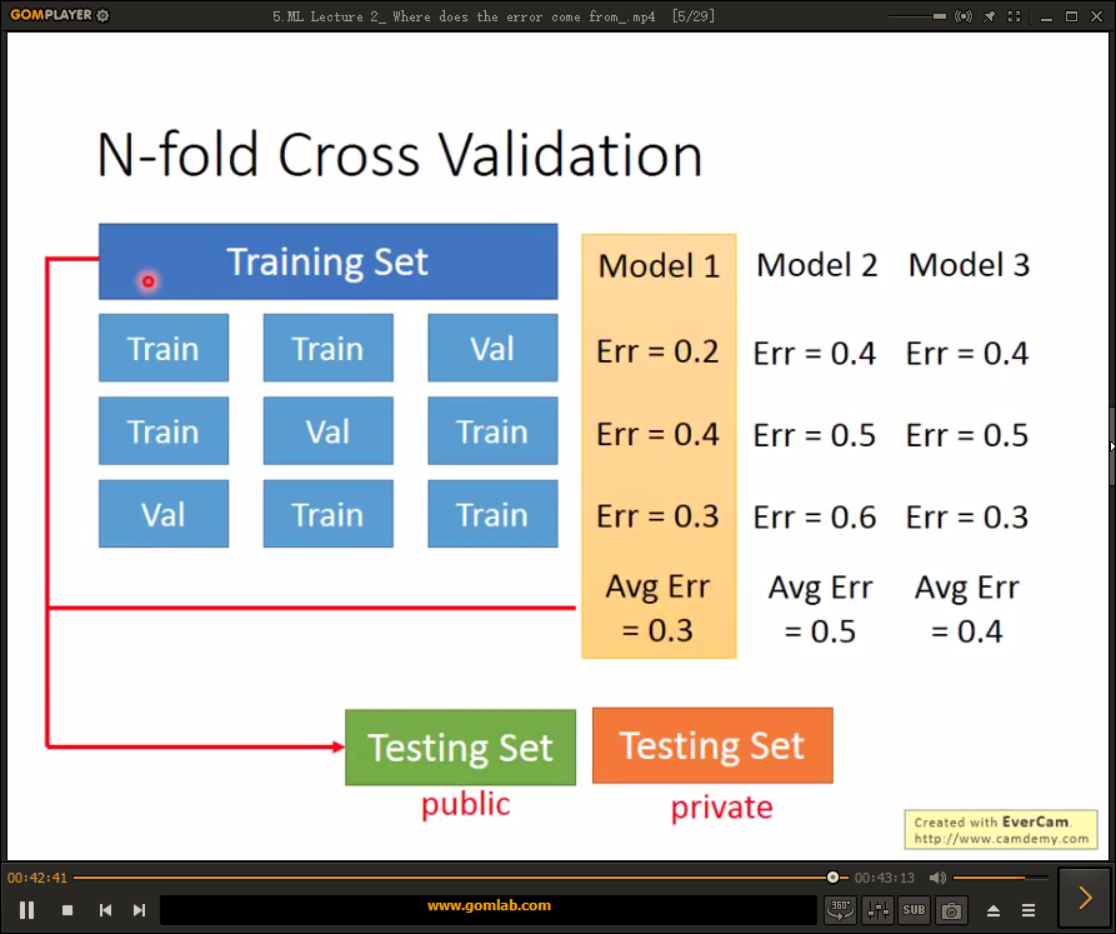 GOMPLAYER
5.ML Lecture 2_ Where does the error come from_.mp4 [5/29]
N-fold Cross Validation
Training Set
Model 1 Model 2 Model 3
Train Train Val
Err = 0.2 Err = 0.4 Err = 0.4
Train Val Train
Err = 0.4 Err = 0.5 Err = 0.5
Val Train Train
Err = 0.3 Err = 0.6 Err = 0.3
Avg Err Avg Err Avg Err
= 0.3 = 0.5 = 0.4
Testing Set Testing Set
public private
Created with EverCam.
http://www.camdemy.com
00:42:41 00:43:13
www.gomlab.com
360°
SUB